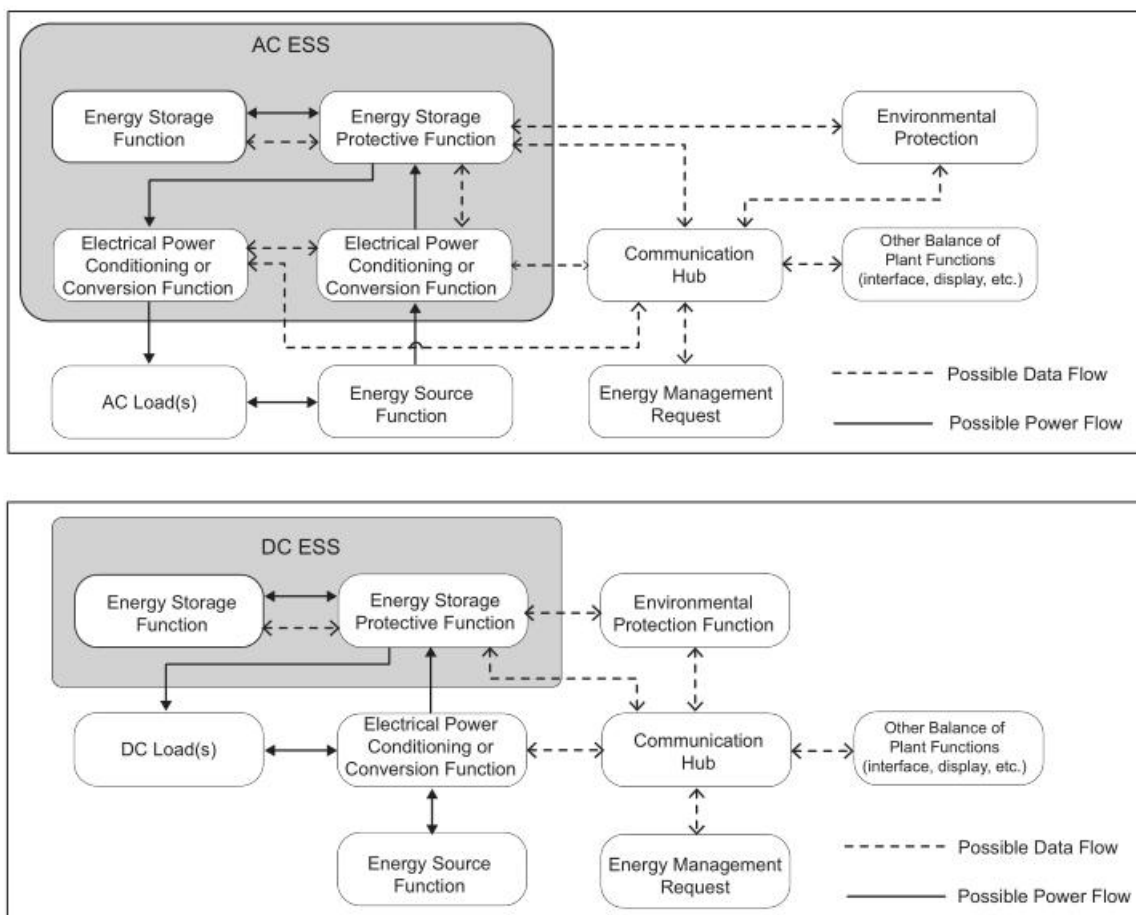 AC ESS
Energy Storage
Function
Energy Storage
Protective Function
Environmental
Protection
Electrical Power
Conditioning or
Conversion Function
Electrical Power
Conditioning or
Conversion Function
Communication
Hub
Other Balance of
Plant Functions
(interface, display, etc.)
AC Load(s)
Energy Source
Function
Energy Management
Request
Possible Data Flow
Possible Power Flow
DC ESS
Energy Storage
Function
Energy Storage
Protective Function
Environmental
Protection Function
DC Load(s)
Electrical Power
Conditioning or
Conversion Function
Communication
Hub
Other Balance of
Plant Functions
(interface, display, etc.)
Energy Source
Function
Energy Management
Request
Possible Data Flow
Possible Power Flow